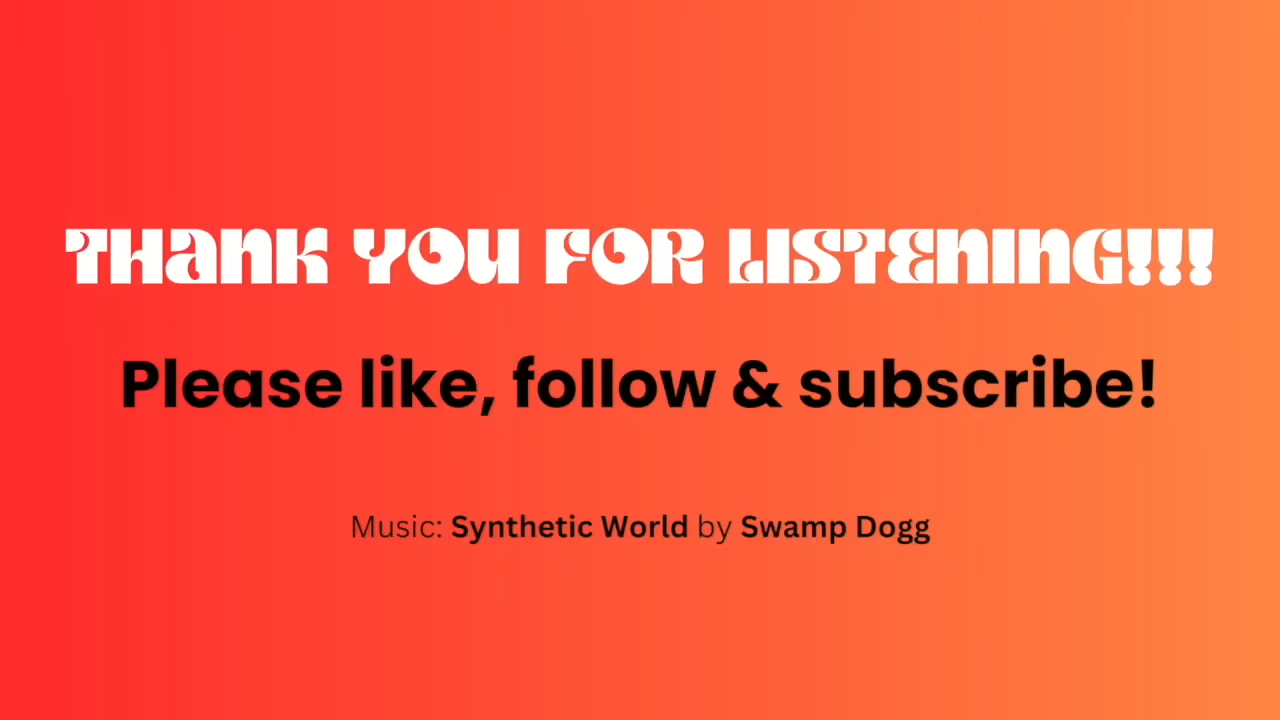 THANK YOU FOR LISTENING!!!
Please like, follow & subscribe!
Music: Synthetic World by Swamp Dogg